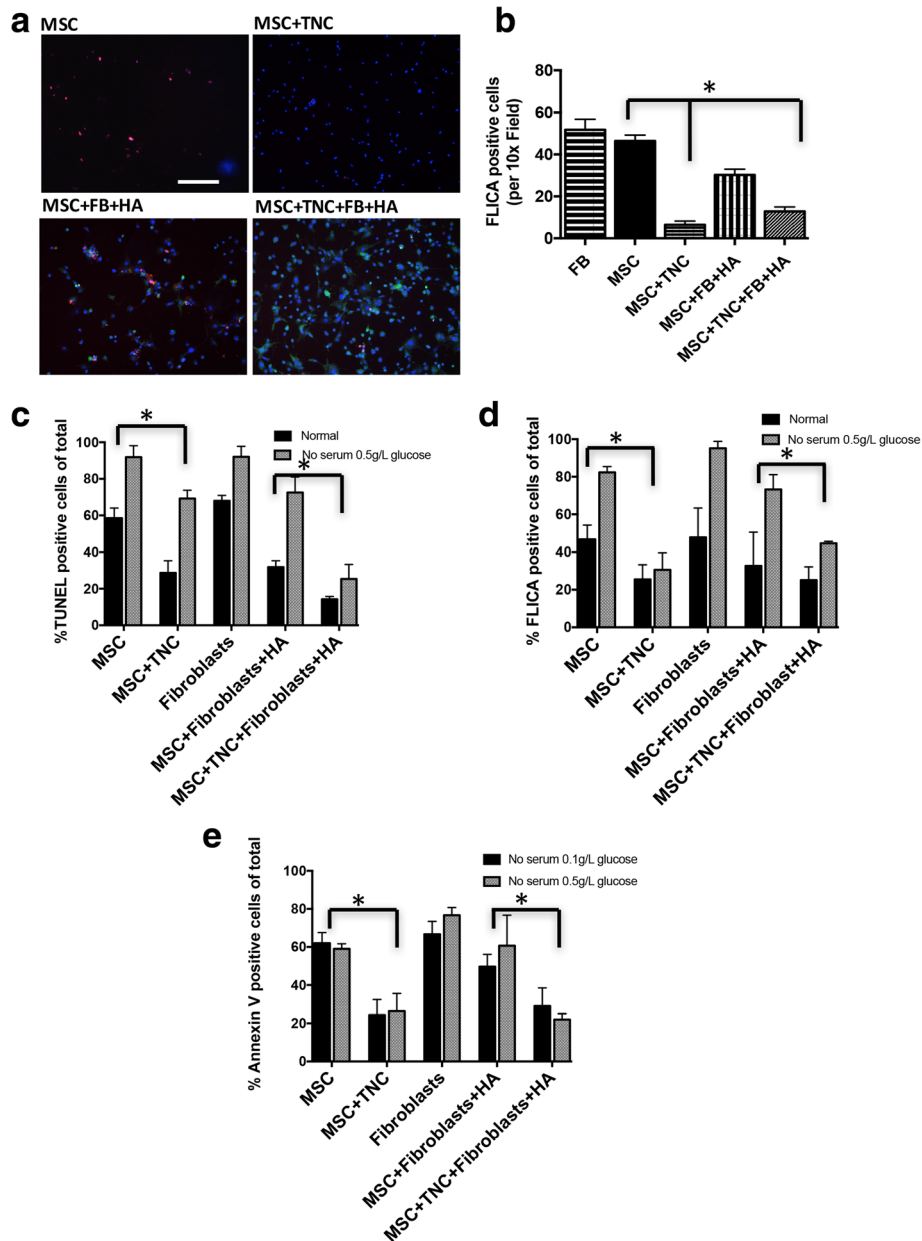 a
MSC
MSC+TNC
MSC+FB+HA
MSC+TNC+FB+HA
b
FLICA positive cells
(per 10x Field)
80
60
40
20
0
*
FB
MSC
MSC+TNC
MSC+FB+HA
MSC+TNC+FB+HA
c
%TUNEL positive cells of total
100
80
60
40
20
0
*
*
Normal
No serum 0.5g/L glucose
MSC
MSC+TNC
Fibroblasts
MSC+Fibroblasts+HA
MSC+TNC+Fibroblasts+HA
d
% FLICA positive cells of total
100
80
60
40
20
0
*
*
Normal
No serum 0.5g/L glucose
MSC
MSC+TNC
Fibroblasts
MSC+Fibroblasts+HA
MSC+TNC+Fibroblast+HA
e
% Annexin V positive cells of total
100
80
60
40
20
0
*
*
No serum 0.1g/L glucose
No serum 0.5g/L glucose
MSC
MSC+TNC
Fibroblasts
MSC+Fibroblasts+HA
MSC+TNC+Fibroblasts+HA